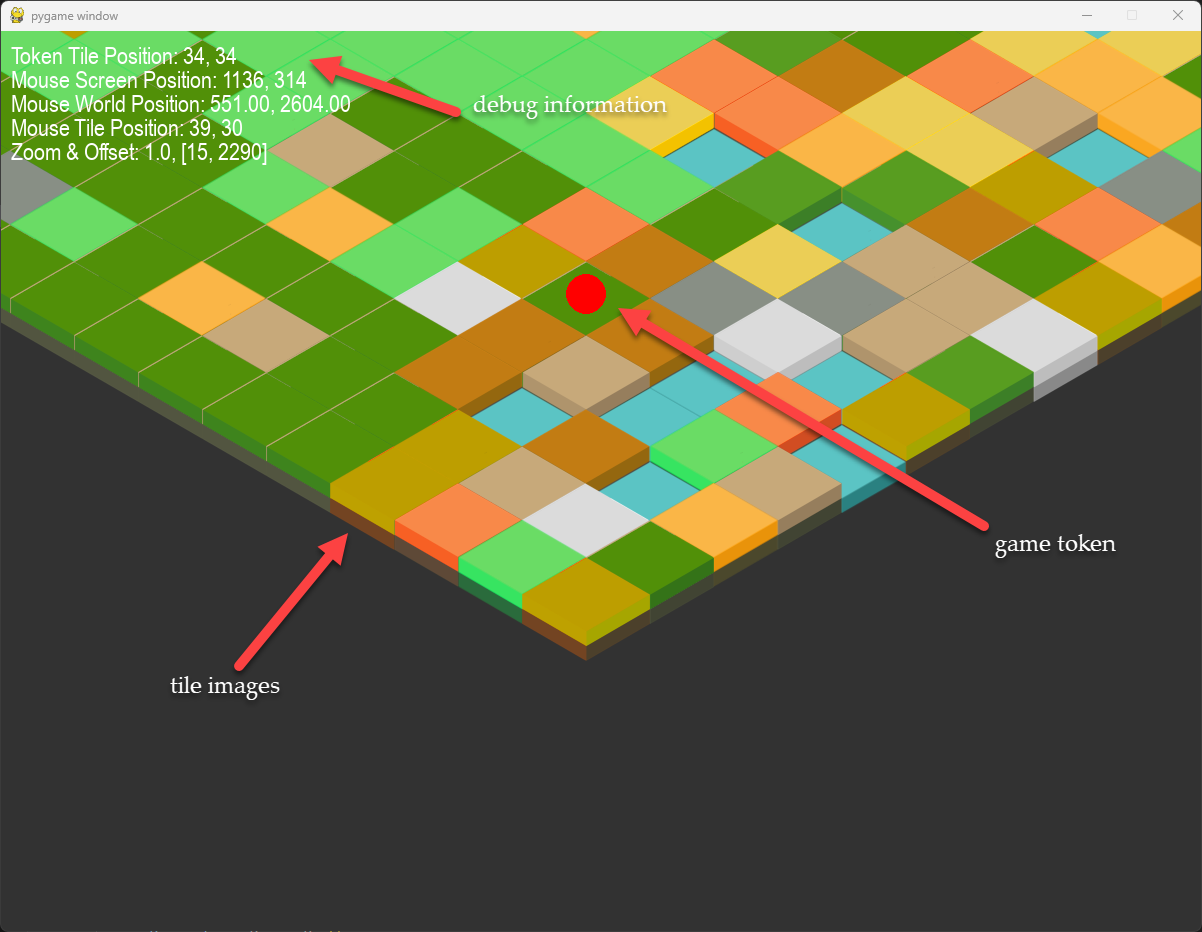 pygame window
Token Tile Position: 34, 34
Mouse Screen Position: 1136, 314
Mouse World Position: 551.00, 2604.00
Mouse Tile Position: 39, 30
Zoom & Offset: 1.0, [15, 2290]
debug information
game token
tile images